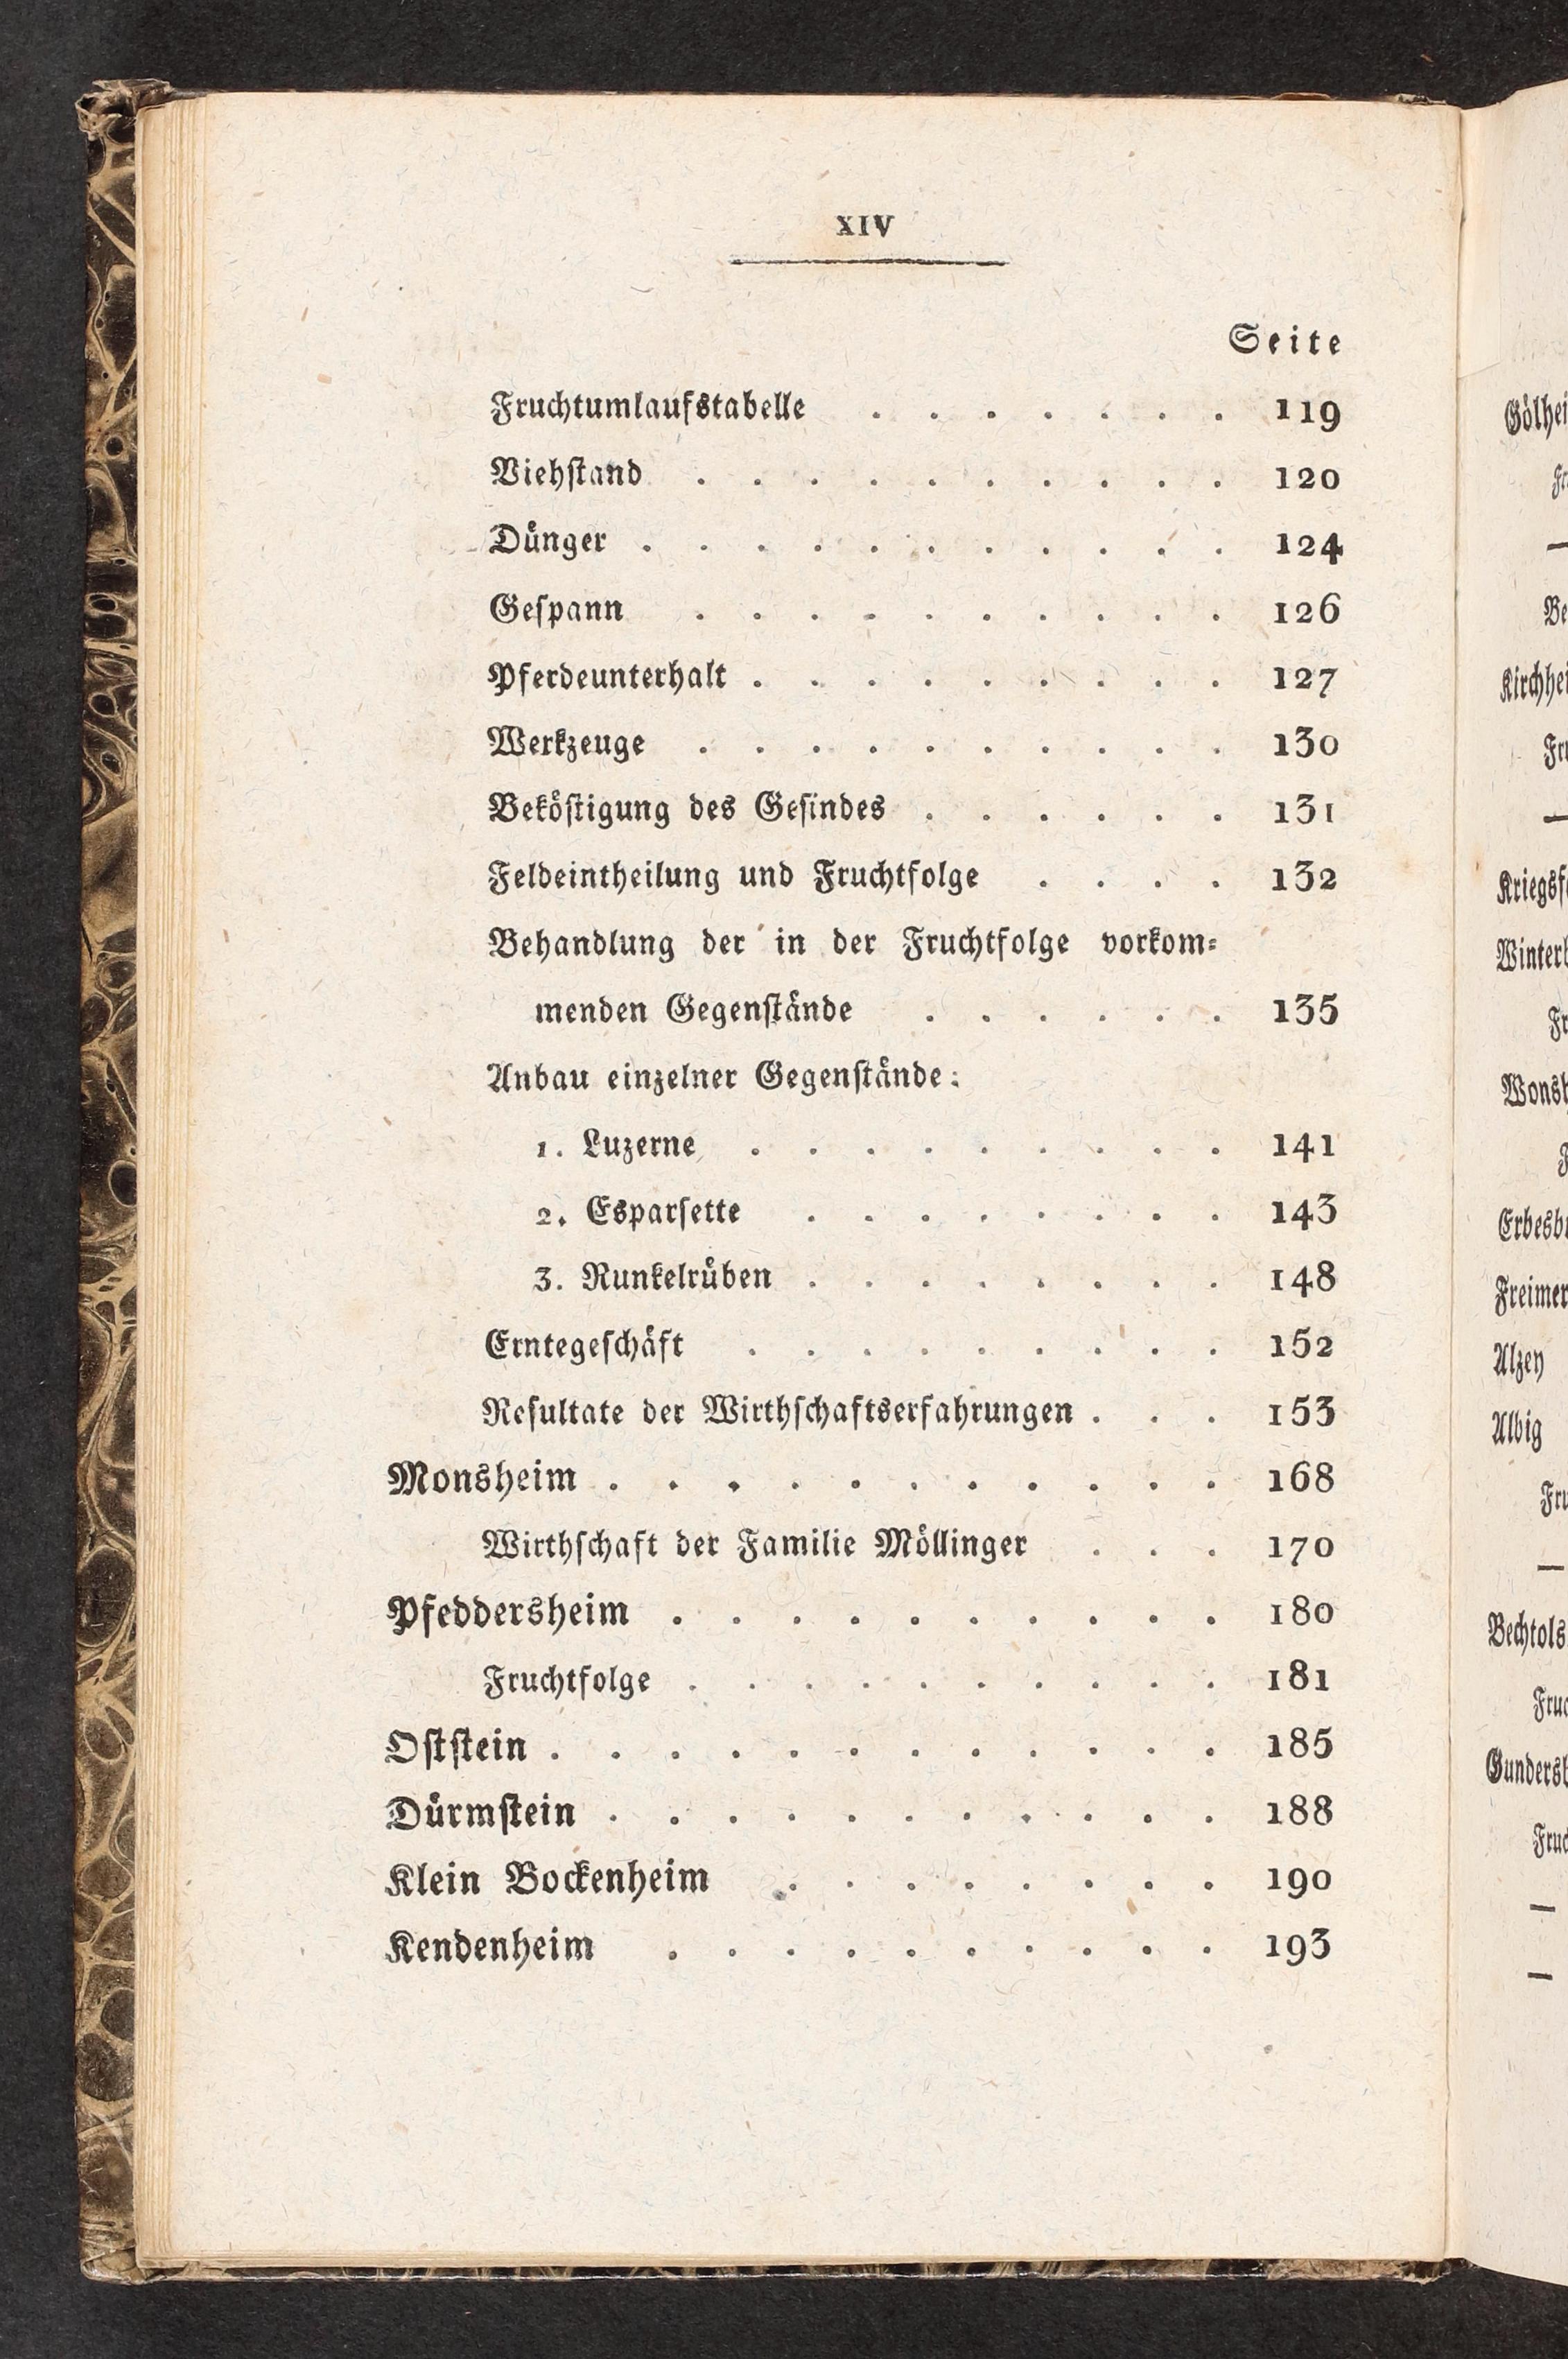 XIV
Seite
Fruchtumlaufstabelle . . . . . . . 119
Viehstand . . . . . . . . . . 120
Dünger . . . . . . . . . . . 124
Geſpann . . . . . . . . . . 126
Pferdeunterhalt . . . . . . . . . 127
Werkzeuge . . . . . . . . . . 130
Beköſtigung des Geſindes . . . . . . 131
Feldeintheilung und Fruchtfolge . . . . 132
Behandlung der in der Fruchtfolge vorkom⸗
menden Gegenſtände . . . . . . 135
Anbau einzelner Gegenſtände:
1. Luzerne . . . . . . . . . 141
2. Esparſette . . . . . . . . 143
3. Runkelrüben . . . . . . . . 148
Erntegeſchäft . . . . . . . . . 152
Reſultate der Wirthſchaftserfahrungen . . . 153
Monsheim . . . . . . . . . . . 168
Wirthſchaft der Familie Möllinger . . . 170
Pfeddersheim . . . . . . . . . . 180
Fruchtfolge . . . . . . . . . . 181
Oſtſtein . . . . . . . . . . . . 185
Dürmſtein . . . . . . . . . . . 188
Klein Bockenheim . . . . . . . . 190
Kendenheim . . . . . . . . . . 193
Alzey
Albig